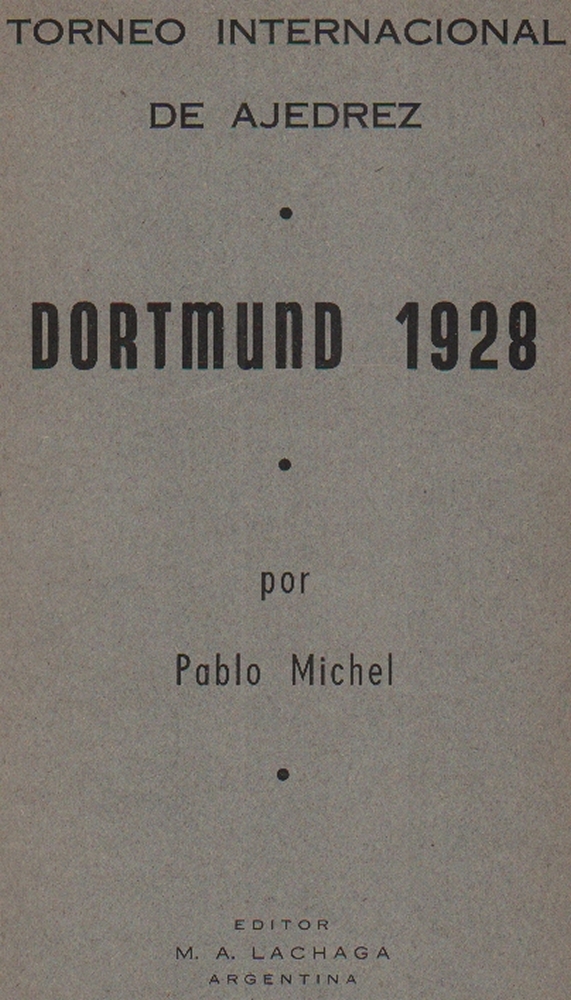 TORNEO INTERNACIONAL
DE AJEDREZ
DORTMUND 1928
por
Pablo Michel
EDITOR
M. A. LACHAGA
ARGENTINA